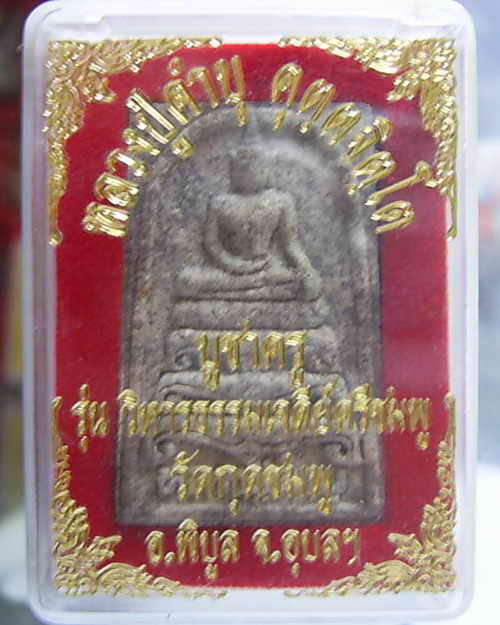 หลวงปู่คำบุ คุตฺตจิตฺโต
บูชาครู
รุ่น วิหารธรรมเจดีย์ศรีชมพู
วัดกุดชมพู
อ.พิบูล จ.อุบลฯ